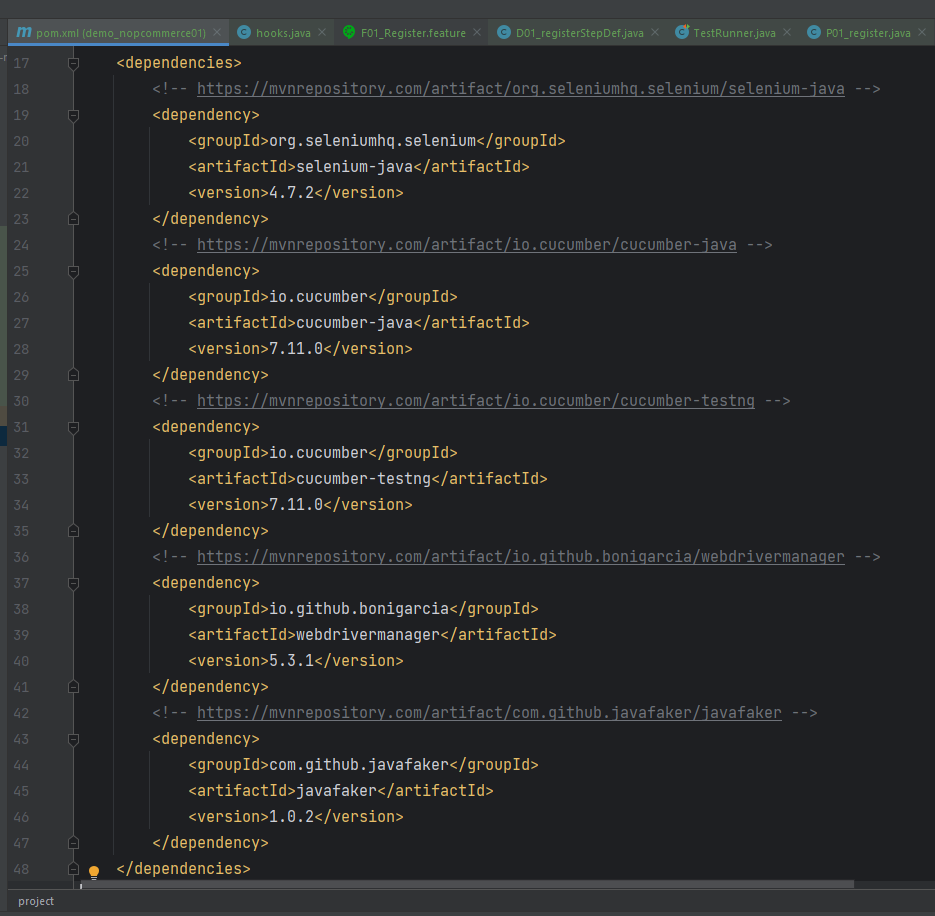 pom.xml (demo_nopcommerce01) hooks.java F01_Register.feature D01_registerStepDef.java TestRunner.java P01_register.java
17 <dependencies>
18 <!-- https://mvnrepository.com/artifact/org.seleniumhq.selenium/selenium-java -->
19 <dependency>
20 <groupId>org.seleniumhq.selenium</groupId>
21 <artifactId>selenium-java</artifactId>
22 <version>4.7.2</version>
23 </dependency>
24 <!-- https://mvnrepository.com/artifact/io.cucumber/cucumber-java -->
25 <dependency>
26 <groupId>io.cucumber</groupId>
27 <artifactId>cucumber-java</artifactId>
28 <version>7.11.0</version>
29 </dependency>
30 <!-- https://mvnrepository.com/artifact/io.cucumber/cucumber-testng -->
31 <dependency>
32 <groupId>io.cucumber</groupId>
33 <artifactId>cucumber-testng</artifactId>
34 <version>7.11.0</version>
35 </dependency>
36 <!-- https://mvnrepository.com/artifact/io.github.bonigarcia/webdrivermanager -->
37 <dependency>
38 <groupId>io.github.bonigarcia</groupId>
39 <artifactId>webdrivermanager</artifactId>
40 <version>5.3.1</version>
41 </dependency>
42 <!-- https://mvnrepository.com/artifact/com.github.javafaker/javafaker -->
43 <dependency>
44 <groupId>com.github.javafaker</groupId>
45 <artifactId>javafaker</artifactId>
46 <version>1.0.2</version>
47 </dependency>
48 </dependencies>
project